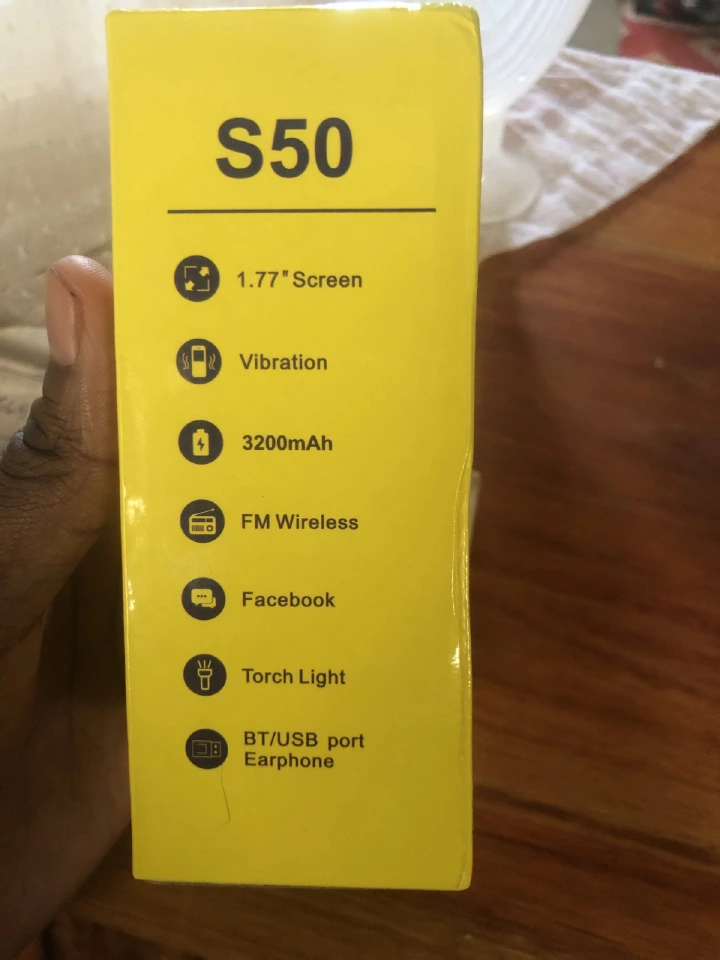 S50
1.77" Screen
Vibration
3200mAh
FM Wireless
Facebook
Torch Light
BT/USB port
Earphone